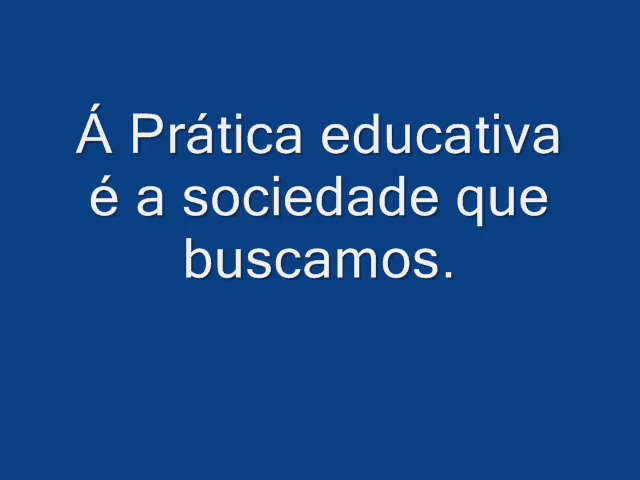 Á Prática educativa
é a sociedade que
buscamos.